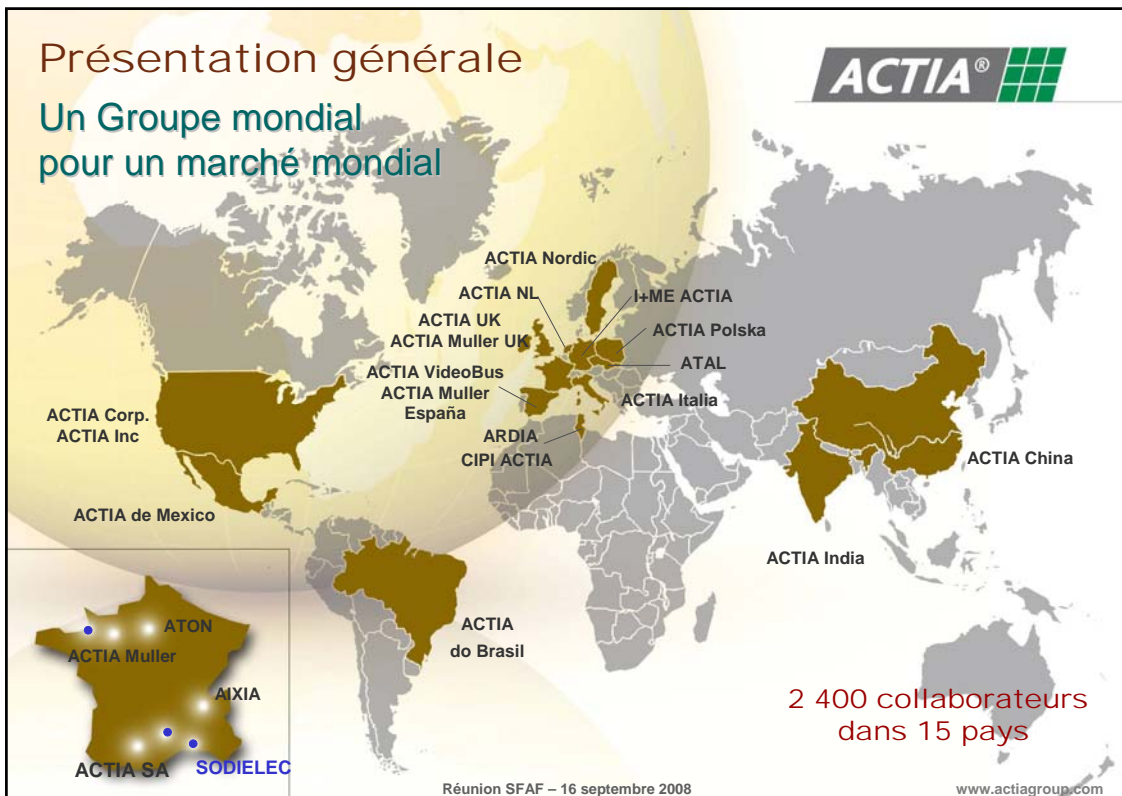 Présentation générale
ACTIA®
Un Groupe mondial
pour un marché mondial
ACTIA Nordic
ACTIA NL
I+ME ACTIA
ACTIA UK
ACTIA Muller UK
ACTIA Polska
ATAL
ACTIA VideoBus
ACTIA Muller
España
ACTIA Italia
ACTIA Corp.
ACTIA Inc
ARDIA
CIPI ACTIA
ACTIA China
ACTIA de Mexico
ACTIA India
ACTIA
do Brasil
ATON
ACTIA Muller
AIXIA
ACTIA SA
SODIELEC
2 400 collaborateurs
dans 15 pays
Réunion SFAF – 16 septembre 2008
www.actiagroup.com